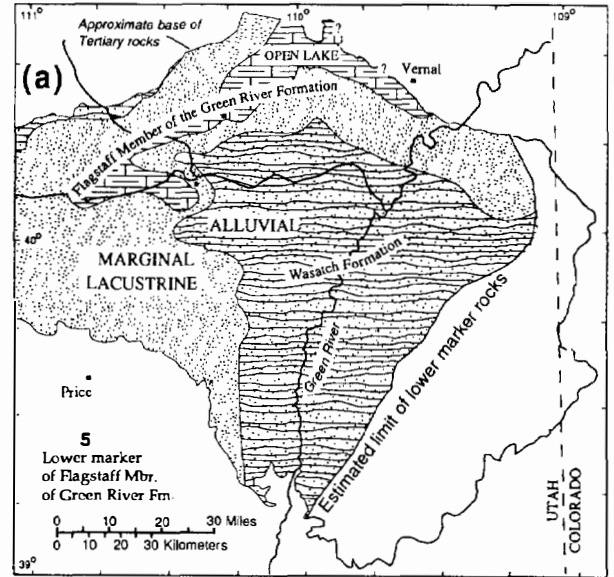 111°
110°
109°
Approximate base of
Tertiary rocks
?
OPEN LAKE
?
Vernal
(a)
Flagstaff Member of the Green River Formation
40°
ALLUVIAL
MARGINAL
LACUSTRINE
Wasatch Formation
Green River
Estimated limit of lower marker rocks
Price
5
Lower marker
of Flagstaff Mbr.
of Green River Fm.
0 10 20 30 Miles
0 10 20 30 Kilometers
UTAH
COLORADO
39°